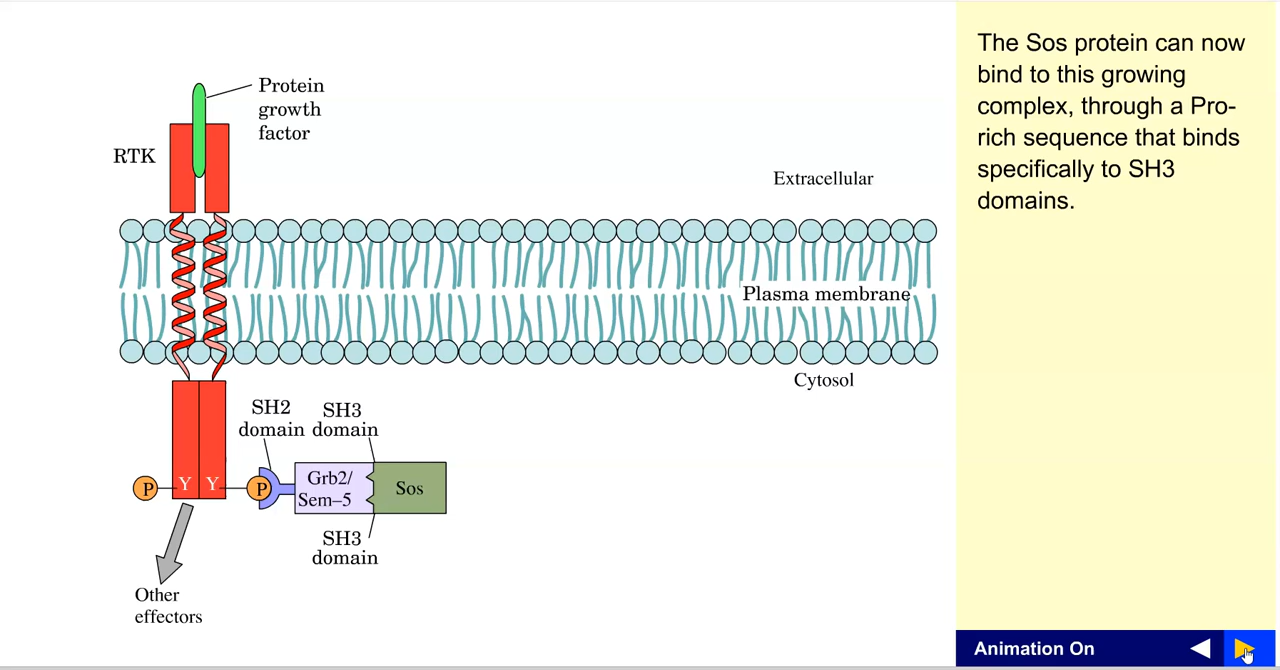 The Sos protein can now
bind to this growing
complex, through a Pro-
rich sequence that binds
specifically to SH3
domains.
Protein
growth
factor
RTK
Extracellular
Plasma membrane
Cytosol
SH2
domain
SH3
domain
P
Y
Y
P
Grb2/
Sem–5
Sos
SH3
domain
Other
effectors
Animation On